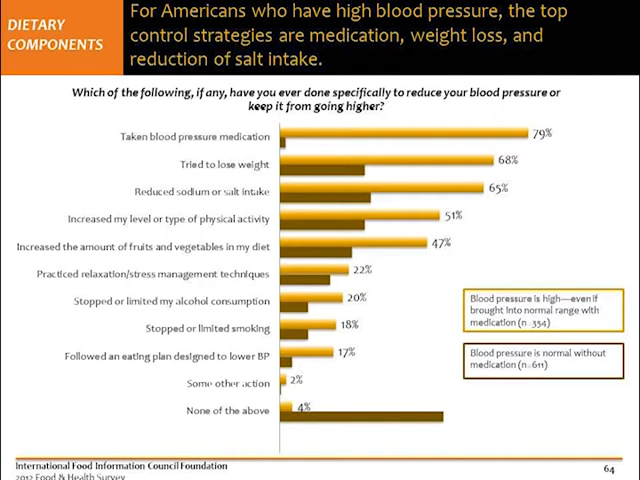 DIETARY
COMPONENTS
For Americans who have high blood pressure, the top
control strategies are medication, weight loss, and
reduction of salt intake.
Which of the following, if any, have you ever done specifically to reduce your blood pressure or
keep it from going higher?
Taken blood pressure medication 79%
Tried to lose weight 68%
Reduced sodium or salt intake 65%
Increased my level or type of physical activity 51%
Increased the amount of fruits and vegetables in my diet 47%
Practiced relaxation/stress management techniques 22%
Stopped or limited my alcohol consumption 20%
Stopped or limited smoking 18%
Followed an eating plan designed to lower BP 17%
Some other action 2%
None of the above 4%
Blood pressure is high—even if
brought into normal range with
medication (n=354)
Blood pressure is normal without
medication (n=611)
International Food Information Council Foundation
2012 Food & Health Survey
64